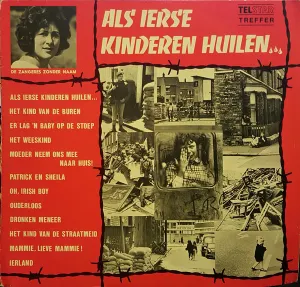 ALS IERSE
KINDEREN HUILEN...
TELSTAR
TREFFER
DE ZANGERES ZONDER NAAM
ALS IERSE KINDEREN HUILEN...
HET KIND VAN DE BUREN
ER LAG 'N BABY OP DE STOEP
HET WEESKIND
MOEDER NEEM ONS MEE
NAAR HUIS!
PATRICK EN SHEILA
OH, IRISH BOY
OUDERLOOS
DRONKEN MENEER
HET KIND VAN DE STRAATMEID
MAMMIE, LIEVE MAMMIE!
IERLAND